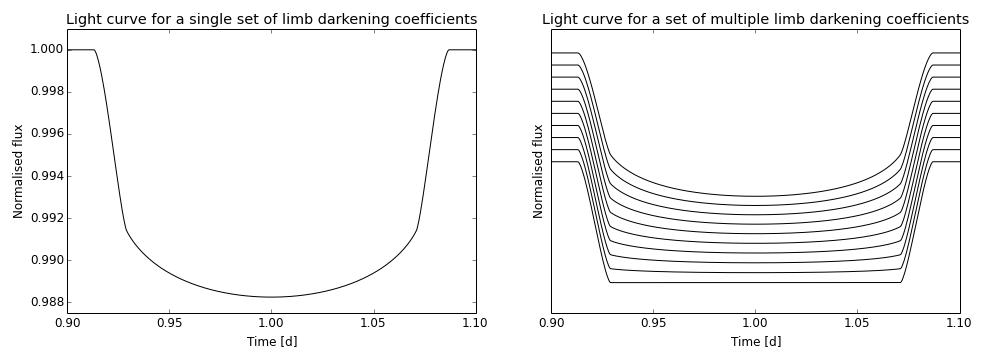 Light curve for a single set of limb darkening coefficients
Normalised flux
1.000
0.998
0.996
0.994
0.992
0.990
0.988
0.90 0.95 1.00 1.05 1.10
Time [d]
Light curve for a set of multiple limb darkening coefficients
Normalised flux
0.90 0.95 1.00 1.05 1.10
Time [d]